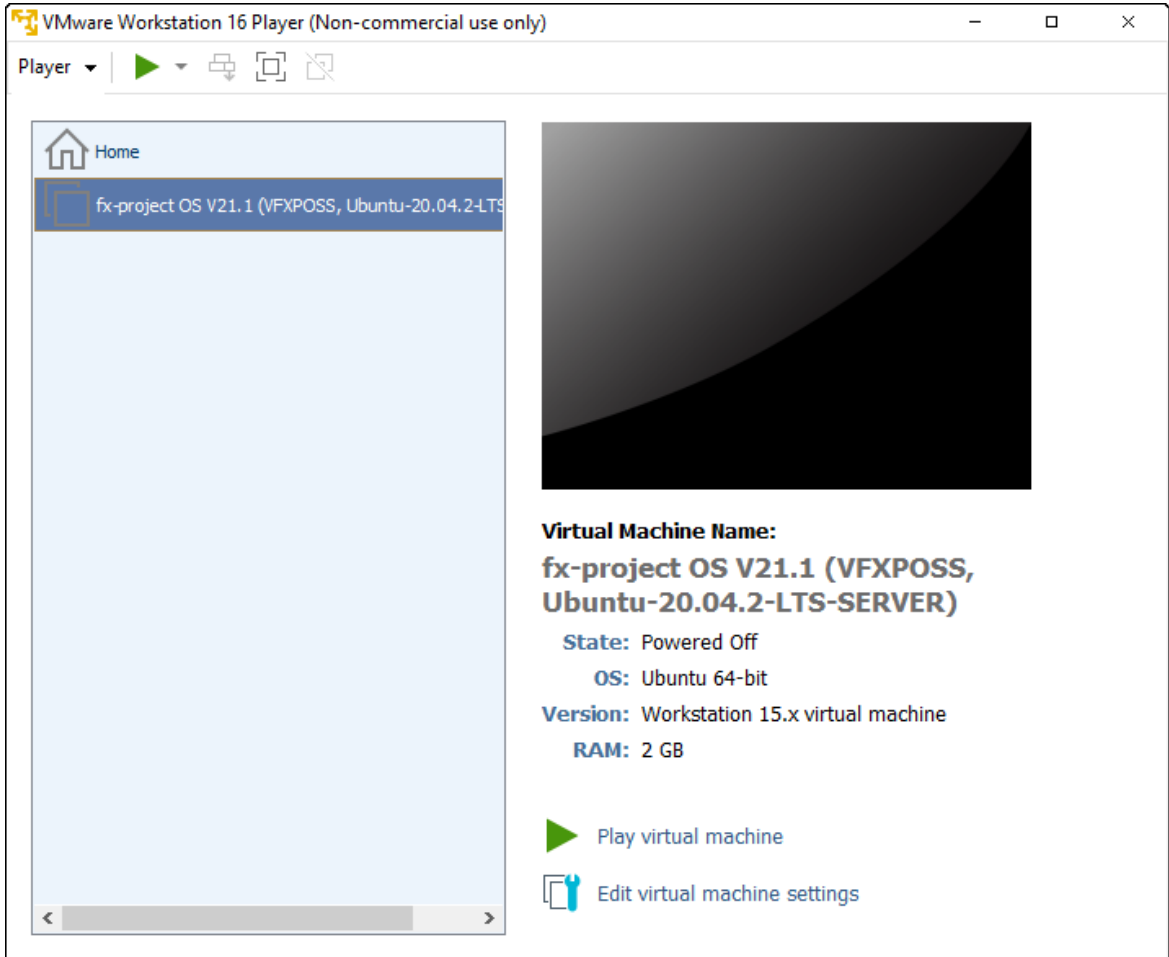 VMware Workstation 16 Player (Non-commercial use only)
Player
Home
fx-project OS V21.1 (VFXPOSS, Ubuntu-20.04.2-LTS
Virtual Machine Name:
fx-project OS V21.1 (VFXPOSS,
Ubuntu-20.04.2-LTS-SERVER)
State: Powered Off
OS: Ubuntu 64-bit
Version: Workstation 15.x virtual machine
RAM: 2 GB
Play virtual machine
Edit virtual machine settings